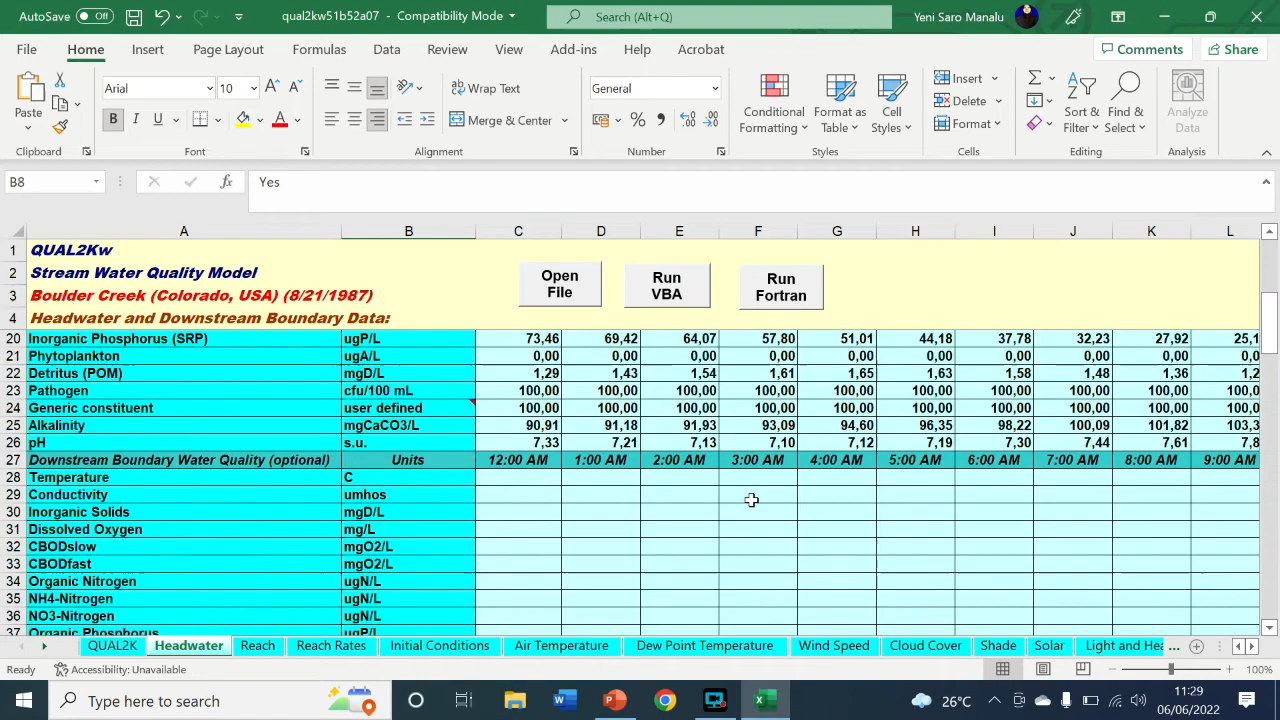 AutoSave Off qual2kw51b52a07 - Compatibility Mode Search (Alt+Q) Yeni Saro Manalu
File Home Insert Page Layout Formulas Data Review View Add-ins Help Acrobat Comments Share
Paste Arial 10 Wrap Text General Conditional Formatting Format as Table Cell Styles Insert Sort & Filter Find & Select Analyze Data
B I U A Merge & Center % Delete
Format
Clipboard Font Alignment Number Styles Cells Editing Analysis
B8 fx Yes
A B C D E F G H I J K L
1 QUAL2Kw
2 Stream Water Quality Model Open File Run VBA Run Fortran
3 Boulder Creek (Colorado, USA) (8/21/1987)
4 Headwater and Downstream Boundary Data:
20 Inorganic Phosphorus (SRP) ugP/L 73,46 69,42 64,07 57,80 51,01 44,18 37,78 32,23 27,92 25,1
21 Phytoplankton ugA/L 0,00 0,00 0,00 0,00 0,00 0,00 0,00 0,00 0,00 0,0
22 Detritus (POM) mgD/L 1,29 1,43 1,54 1,61 1,65 1,63 1,58 1,48 1,36 1,2
23 Pathogen cfu/100 mL 100,00 100,00 100,00 100,00 100,00 100,00 100,00 100,00 100,00 100,0
24 Generic constituent user defined 100,00 100,00 100,00 100,00 100,00 100,00 100,00 100,00 100,00 100,0
25 Alkalinity mgCaCO3/L 90,91 91,18 91,93 93,09 94,60 96,35 98,22 100,09 101,82 103,3
26 pH s.u. 7,33 7,21 7,13 7,10 7,12 7,19 7,30 7,44 7,61 7,8
27 Downstream Boundary Water Quality (optional) Units 12:00 AM 1:00 AM 2:00 AM 3:00 AM 4:00 AM 5:00 AM 6:00 AM 7:00 AM 8:00 AM 9:00 AM
28 Temperature C
29 Conductivity umhos
30 Inorganic Solids mgD/L
31 Dissolved Oxygen mg/L
32 CBODslow mgO2/L
33 CBODfast mgO2/L
34 Organic Nitrogen ugN/L
35 NH4-Nitrogen ugN/L
36 NO3-Nitrogen ugN/L
37 Organic Phosphorus ugP/L
QUAL2K Headwater Reach Reach Rates Initial Conditions Air Temperature Dew Point Temperature Wind Speed Cloud Cover Shade Solar Light and Hea ...
Ready Accessibility: Unavailable 100%
Type here to search 26°C 11:29
06/06/2022